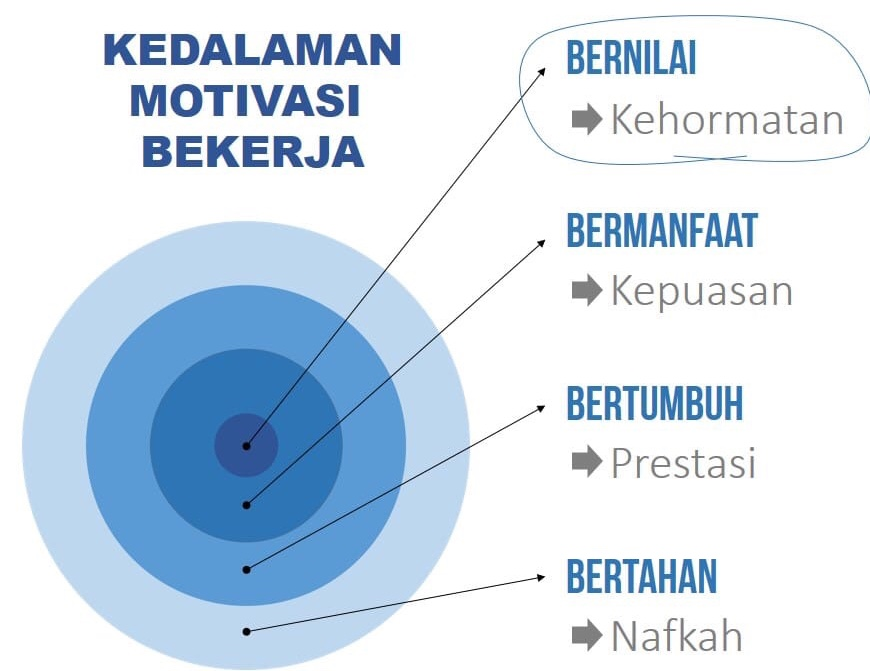 KEDALAMAN
MOTIVASI
BEKERJA
BERNILAI
Kehormatan
BERMANFAAT
Kepuasan
BERTUMBUH
Prestasi
BERTAHAN
Nafkah